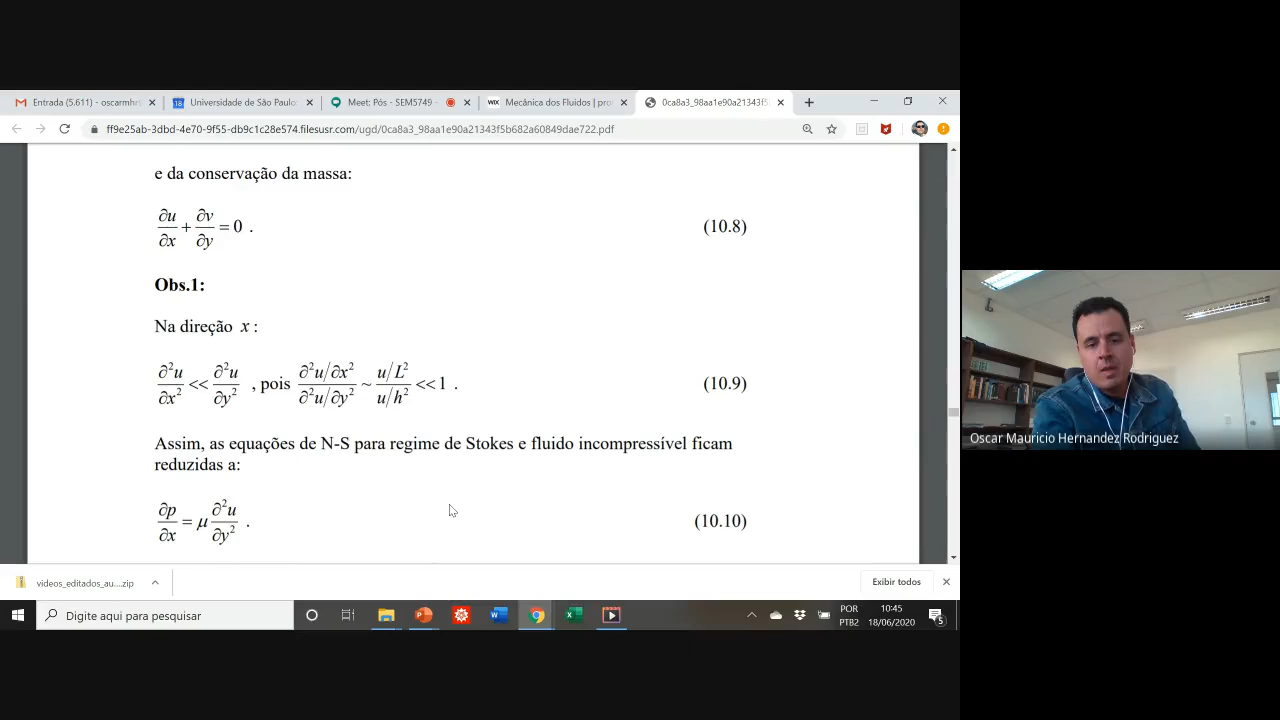 Entrada (5.611) - oscarmhr
Universidade de São Paulo:
Meet: Pós - SEM5749 -
WIX Mecânica dos Fluidos | pro
0ca8a3_98aa1e90a21343f5
ff9e25ab-3dbd-4e70-9f55-db9c1c28e574.filesusr.com/ugd/0ca8a3_98aa1e90a21343f5b682a60849dae722.pdf
e da conservação da massa:
∂u/∂x + ∂v/∂y = 0 . (10.8)
Obs.1:
Na direção x :
∂²u/∂x² << ∂²u/∂y² , pois (∂²u/∂x²)/(∂²u/∂y²) ~ (u/L²)/(u/h²) << 1 . (10.9)
Assim, as equações de N-S para regime de Stokes e fluido incompressível ficam
reduzidas a:
∂p/∂x = μ ∂²u/∂y² . (10.10)
Oscar Mauricio Hernandez Rodriguez
videos_editados_au....zip
Exibir todos
Digite aqui para pesquisar
POR
PTB2
10:45
18/06/2020
5